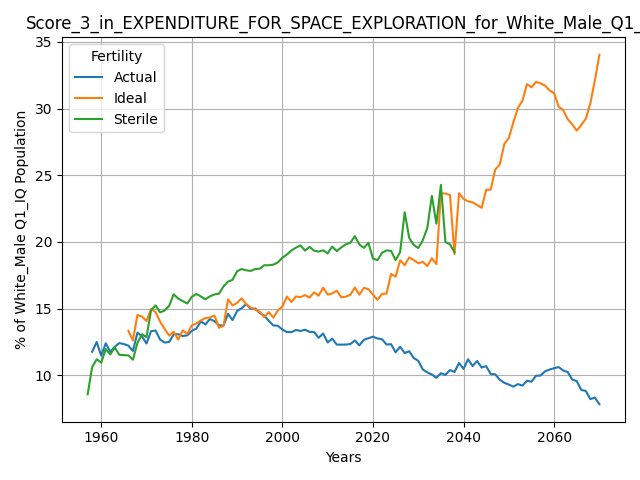 Score_3_in_EXPENDITURE_FOR_SPACE_EXPLORATION_for_White_Male_Q1_
Fertility
Actual
Ideal
Sterile
% of White_Male Q1_IQ Population
35
30
25
20
15
10
1960
1980
2000
2020
2040
2060
Years